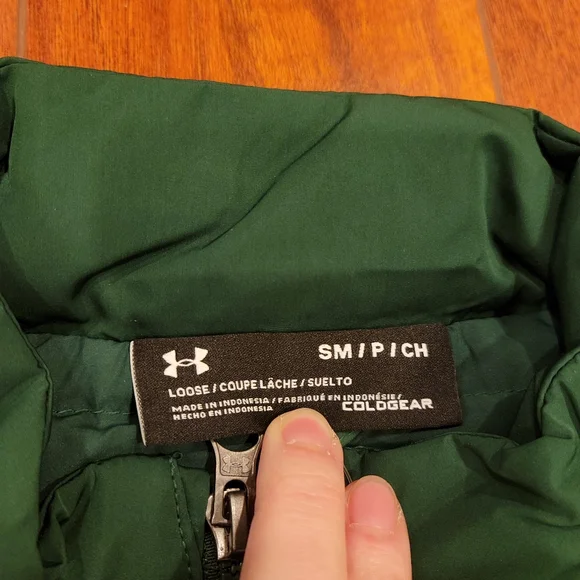 SM / P / CH
LOOSE / COUPE LÂCHE / SUELTO
MADE IN INDONESIA / FABRIQUÉ EN INDONÉSIE /
HECHO EN INDONESIA
COLDGEAR